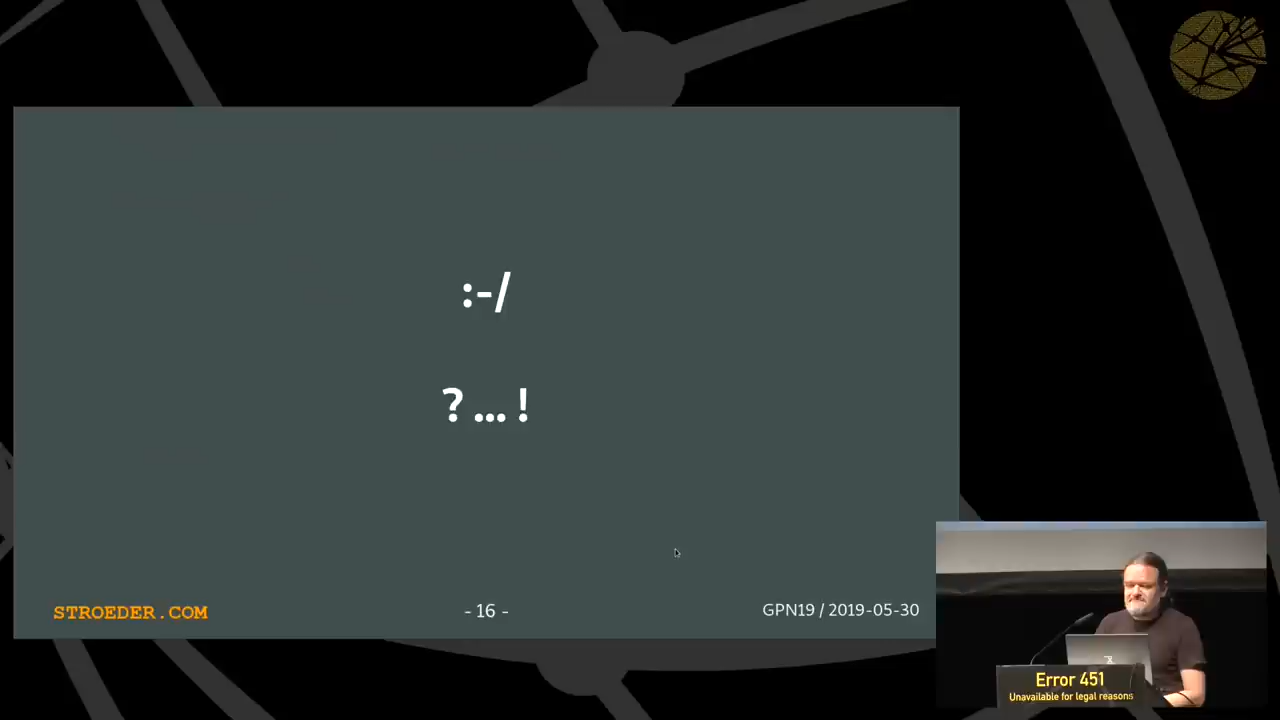 :-/
? ... !
STROEDER.COM
- 16 -
GPN19 / 2019-05-30
Error 451
Unavailable for legal reasons